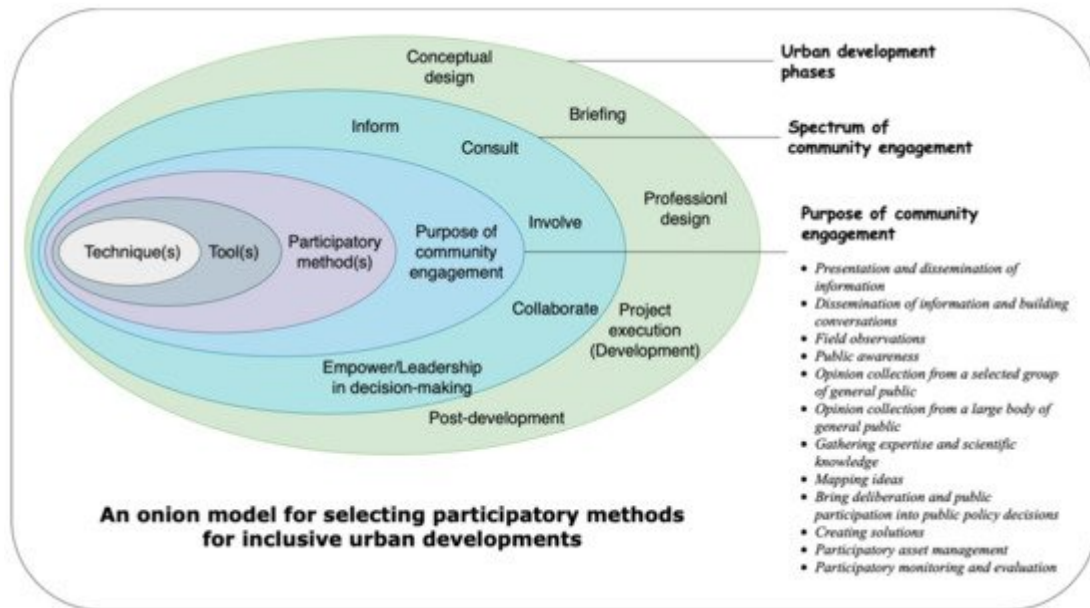 Conceptual
design
Briefing
Professionl
design
Project
execution
(Development)
Post-development
Inform
Consult
Involve
Collaborate
Empower/Leadership
in decision-making
Purpose of
community
engagement
Participatory
method(s)
Tool(s)
Technique(s)
Urban development
phases
Spectrum of
community engagement
Purpose of community
engagement
• Presentation and dissemination of
information
• Dissemination of information and building
conversations
• Field observations
• Public awareness
• Opinion collection from a selected group
of general public
• Opinion collection from a large body of
general public
• Gathering expertise and scientific
knowledge
• Mapping ideas
• Bring deliberation and public
participation into public policy decisions
• Creating solutions
• Participatory asset management
• Participatory monitoring and evaluation
An onion model for selecting participatory methods
for inclusive urban developments